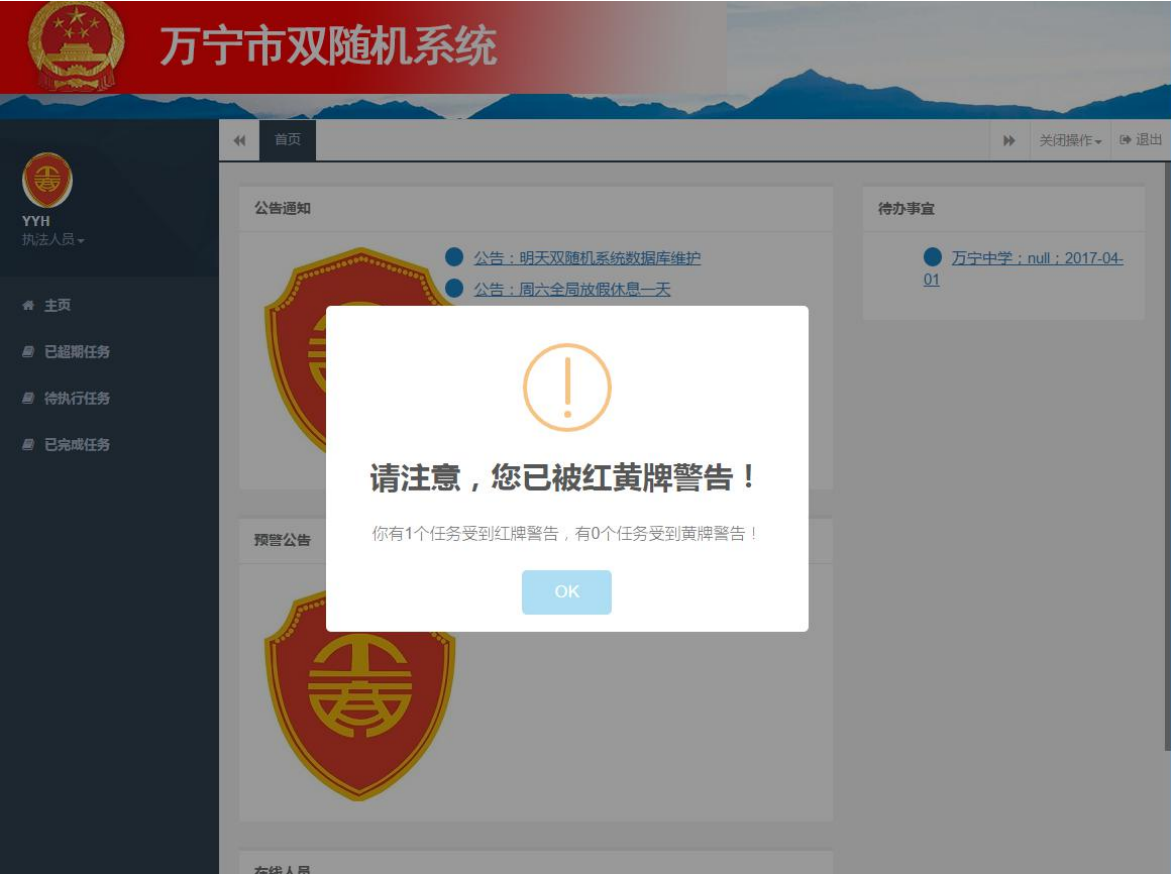 万宁市双随机系统
首页
关闭操作
退出
YYH
执法人员
主页
已超期任务
待执行任务
已完成任务
公告通知
公告：明天双随机系统数据库维护
公告：周六全局放假休息一天
待办事宜
万宁中学；null；2017-04-
01
请注意，您已被红黄牌警告！
你有1个任务受到红牌警告，有0个任务受到黄牌警告！
OK
预警公告
在线人员